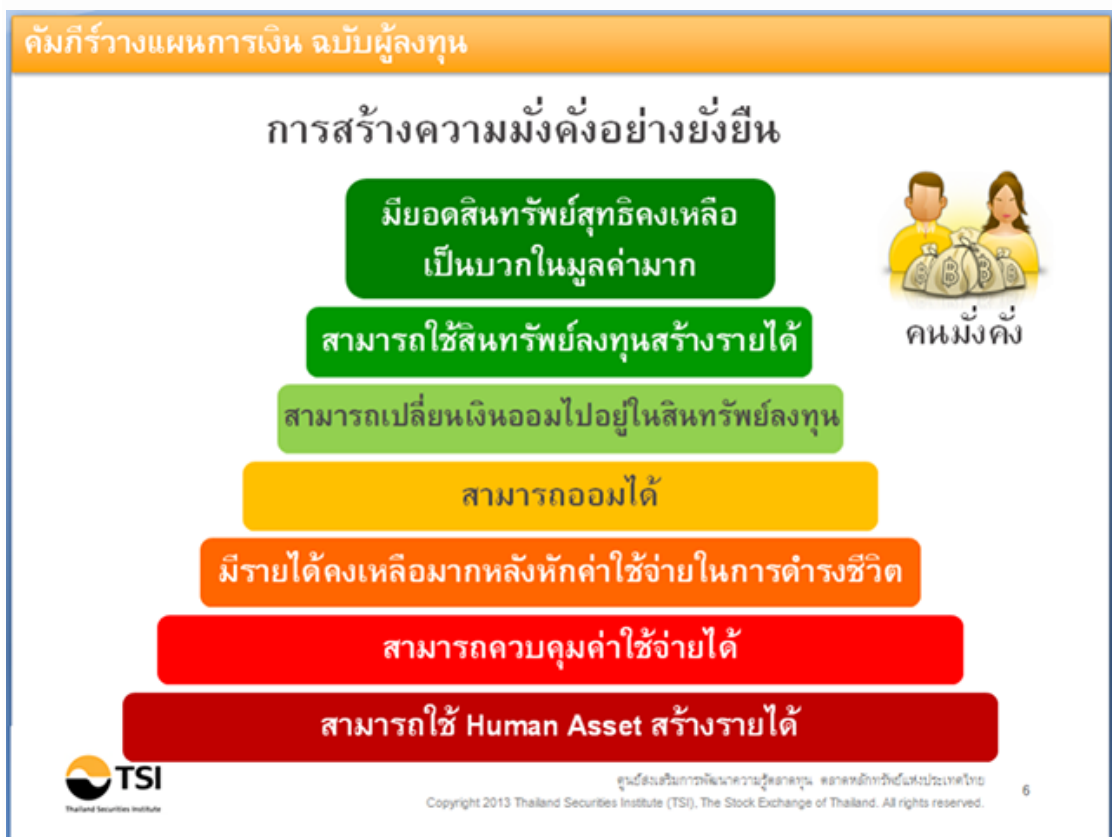 คัมภีร์วางแผนการเงิน ฉบับผู้ลงทุน
การสร้างความมั่งคั่งอย่างยั่งยืน
มียอดสินทรัพย์สุทธิคงเหลือ
เป็นบวกในมูลค่ามาก
คนมั่งคั่ง
สามารถใช้สินทรัพย์ลงทุนสร้างรายได้
สามารถเปลี่ยนเงินออมไปอยู่ในสินทรัพย์ลงทุน
สามารถออมได้
มีรายได้คงเหลือมากหลังหักค่าใช้จ่ายในการดำรงชีวิต
สามารถควบคุมค่าใช้จ่ายได้
สามารถใช้ Human Asset สร้างรายได้
TSI
Thailand Securities Institute
ศูนย์ส่งเสริมการพัฒนาความรู้ตลาดทุน ตลาดหลักทรัพย์แห่งประเทศไทย
Copyright 2013 Thailand Securities Institute (TSI), The Stock Exchange of Thailand. All rights reserved.
6